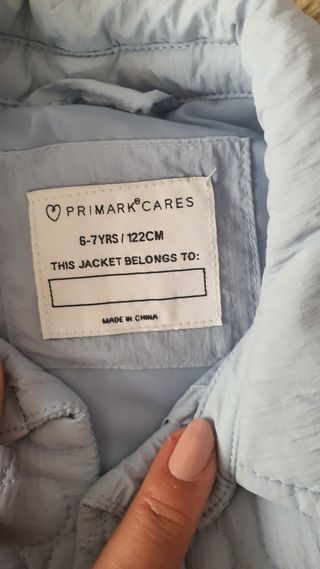 ♡ PRIMARK® CARES
6-7YRS / 122CM
THIS JACKET BELONGS TO:
MADE IN CHINA